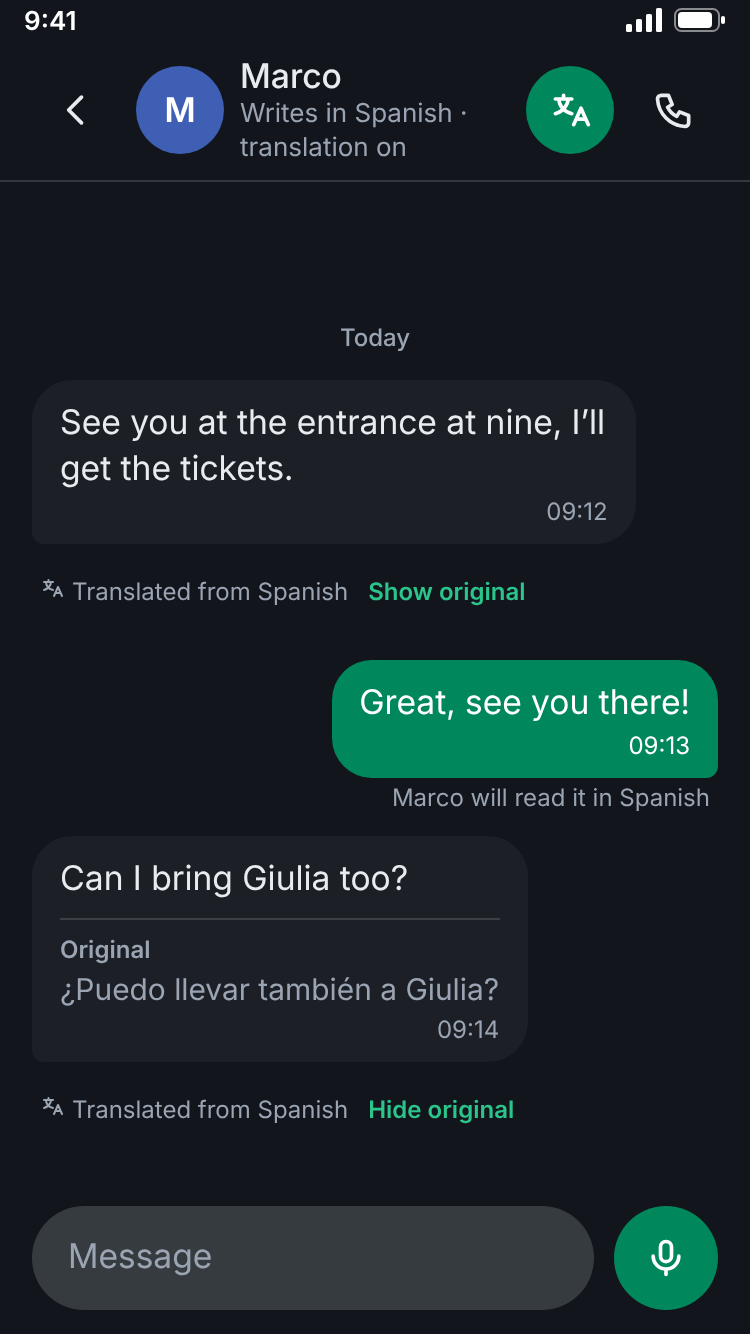 9:41
M
Marco
Writes in Spanish ·
translation on
Today
See you at the entrance at nine, I’ll
get the tickets.
09:12
Translated from Spanish Show original
Great, see you there!
09:13
Marco will read it in Spanish
Can I bring Giulia too?
Original
¿Puedo llevar también a Giulia?
09:14
Translated from Spanish Hide original
Message